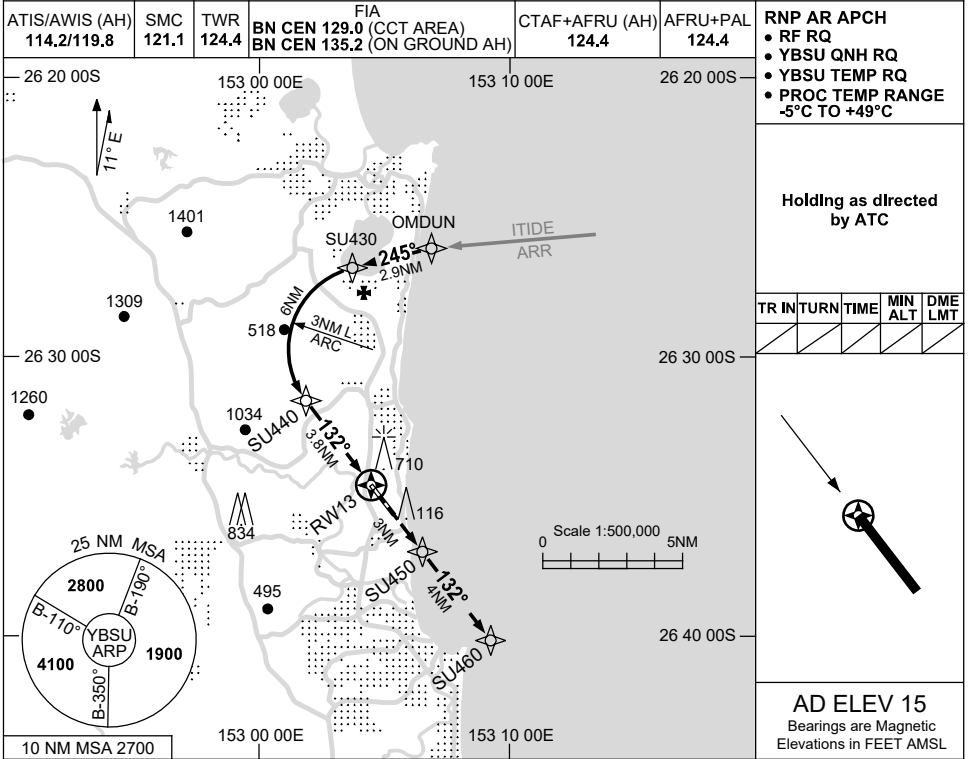 ATIS/AWIS (AH)
114.2/119.8
SMC
121.1
TWR
124.4
FIA
BN CEN 129.0 (CCT AREA)
BN CEN 135.2 (ON GROUND AH)
CTAF+AFRU (AH)
124.4
AFRU+PAL
124.4
RNP AR APCH
• RF RQ
• YBSU QNH RQ
• YBSU TEMP RQ
• PROC TEMP RANGE
-5°C TO +49°C
Holding as directed
by ATC
TR IN
TURN
TIME
MIN
ALT
DME
LMT
26 20 00S
153 00 00E
153 10 00E
26 20 00S
11° E
1401
OMDUN
ITIDE
ARR
SU430
245°
2.9NM
6NM
1309
518
3NM L
ARC
26 30 00S
26 30 00S
1260
1034
SU440
132°
3.8NM
710
RW13
116
834
3NM
Scale 1:500,000
0
5NM
SU450
132°
4NM
25 NM MSA
2800
B-190°
B-110°
YBSU
ARP
4100
1900
B-350°
495
26 40 00S
SU460
10 NM MSA 2700
153 00 00E
153 10 00E
AD ELEV 15
Bearings are Magnetic
Elevations in FEET AMSL